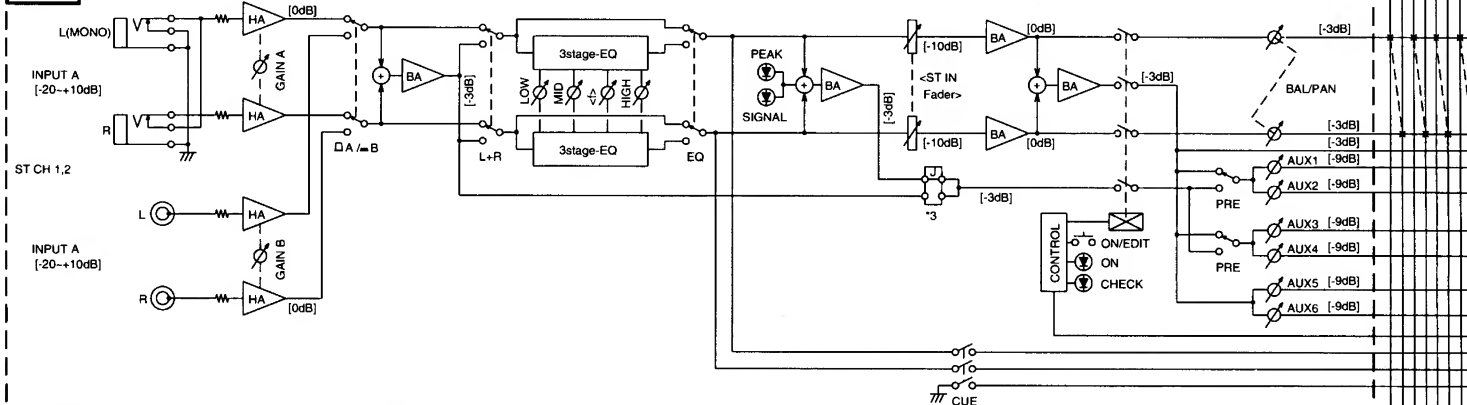 L(MONO)
INPUT A
[-20~+10dB]
R
ST CH 1,2
L
INPUT A
[-20~+10dB]
R
HA
[0dB]
GAIN A
HA
HA
GAIN B
HA
[0dB]
A / B
BA
[-3dB]
L+R
3stage-EQ
LOW
MID
HIGH
3stage-EQ
EQ
PEAK
SIGNAL
BA
[-3dB]
[-10dB]
<ST IN
Fader>
[-10dB]
BA
[0dB]
BA
BA
[0dB]
[-3dB]
J
*3
[-3dB]
CONTROL
ON/EDIT
ON
CHECK
CUE
[-3dB]
BAL/PAN
[-3dB]
[-3dB]
AUX1 [-9dB]
AUX2 [-9dB]
PRE
AUX3 [-9dB]
AUX4 [-9dB]
PRE
AUX5 [-9dB]
AUX6 [-9dB]